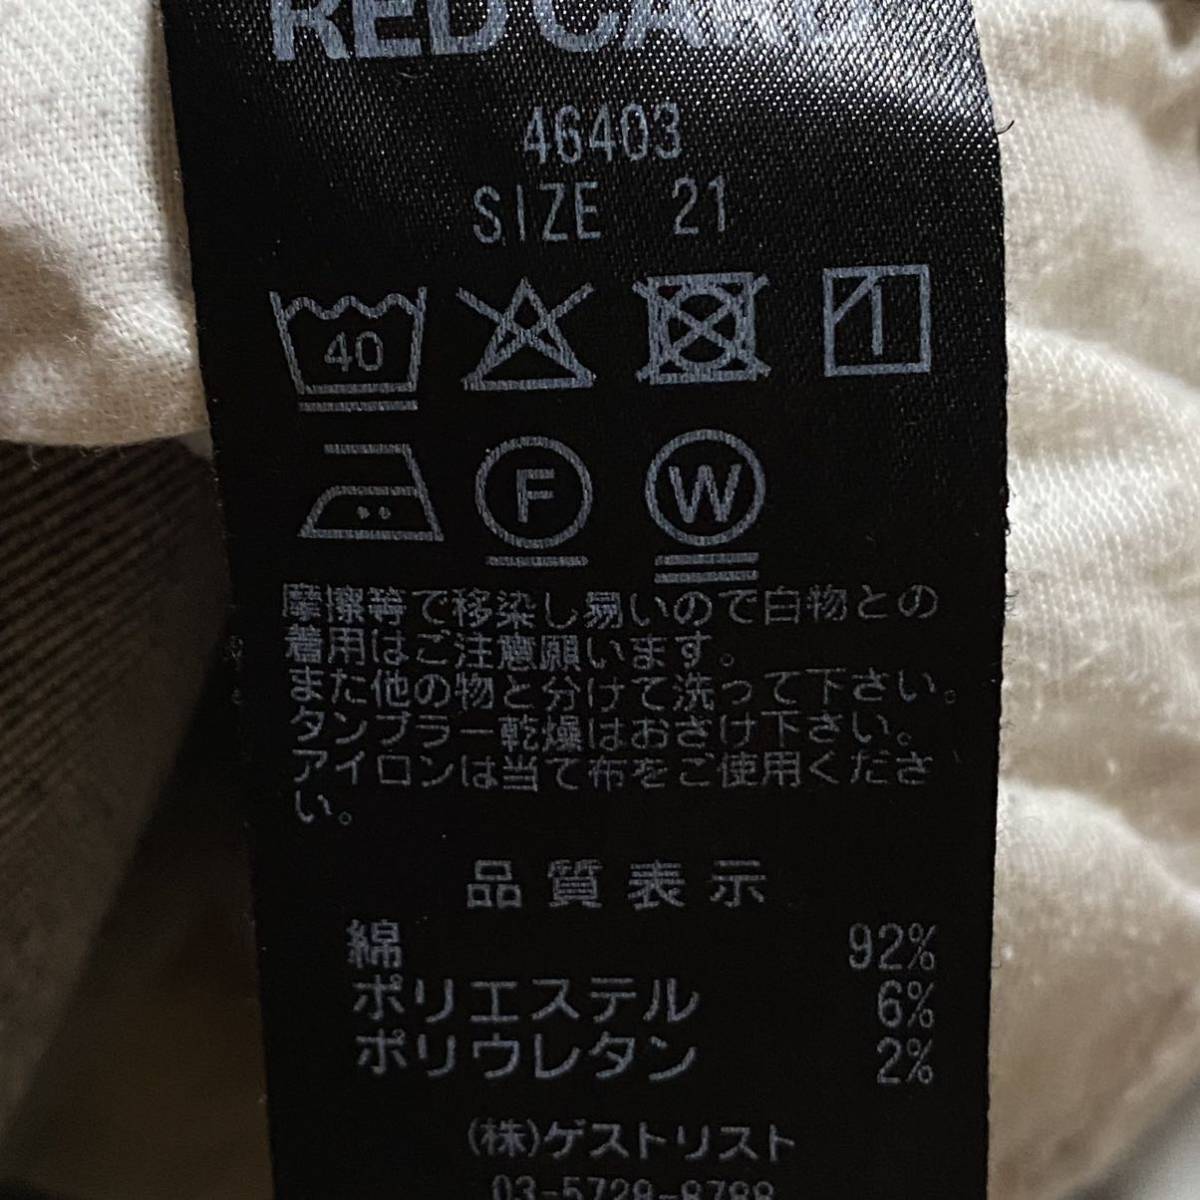 RED CARD
46403
SIZE 21
40
F W
摩擦等で移染し易いので白物との
着用はご注意願います。
また他の物と分けて洗って下さい。
タンブラー乾燥はおさけ下さい。
アイロンは当て布をご使用くださ
い。
品質表示
綿 92%
ポリエステル 6%
ポリウレタン 2%
(株)ゲストリスト
03-5729-8788